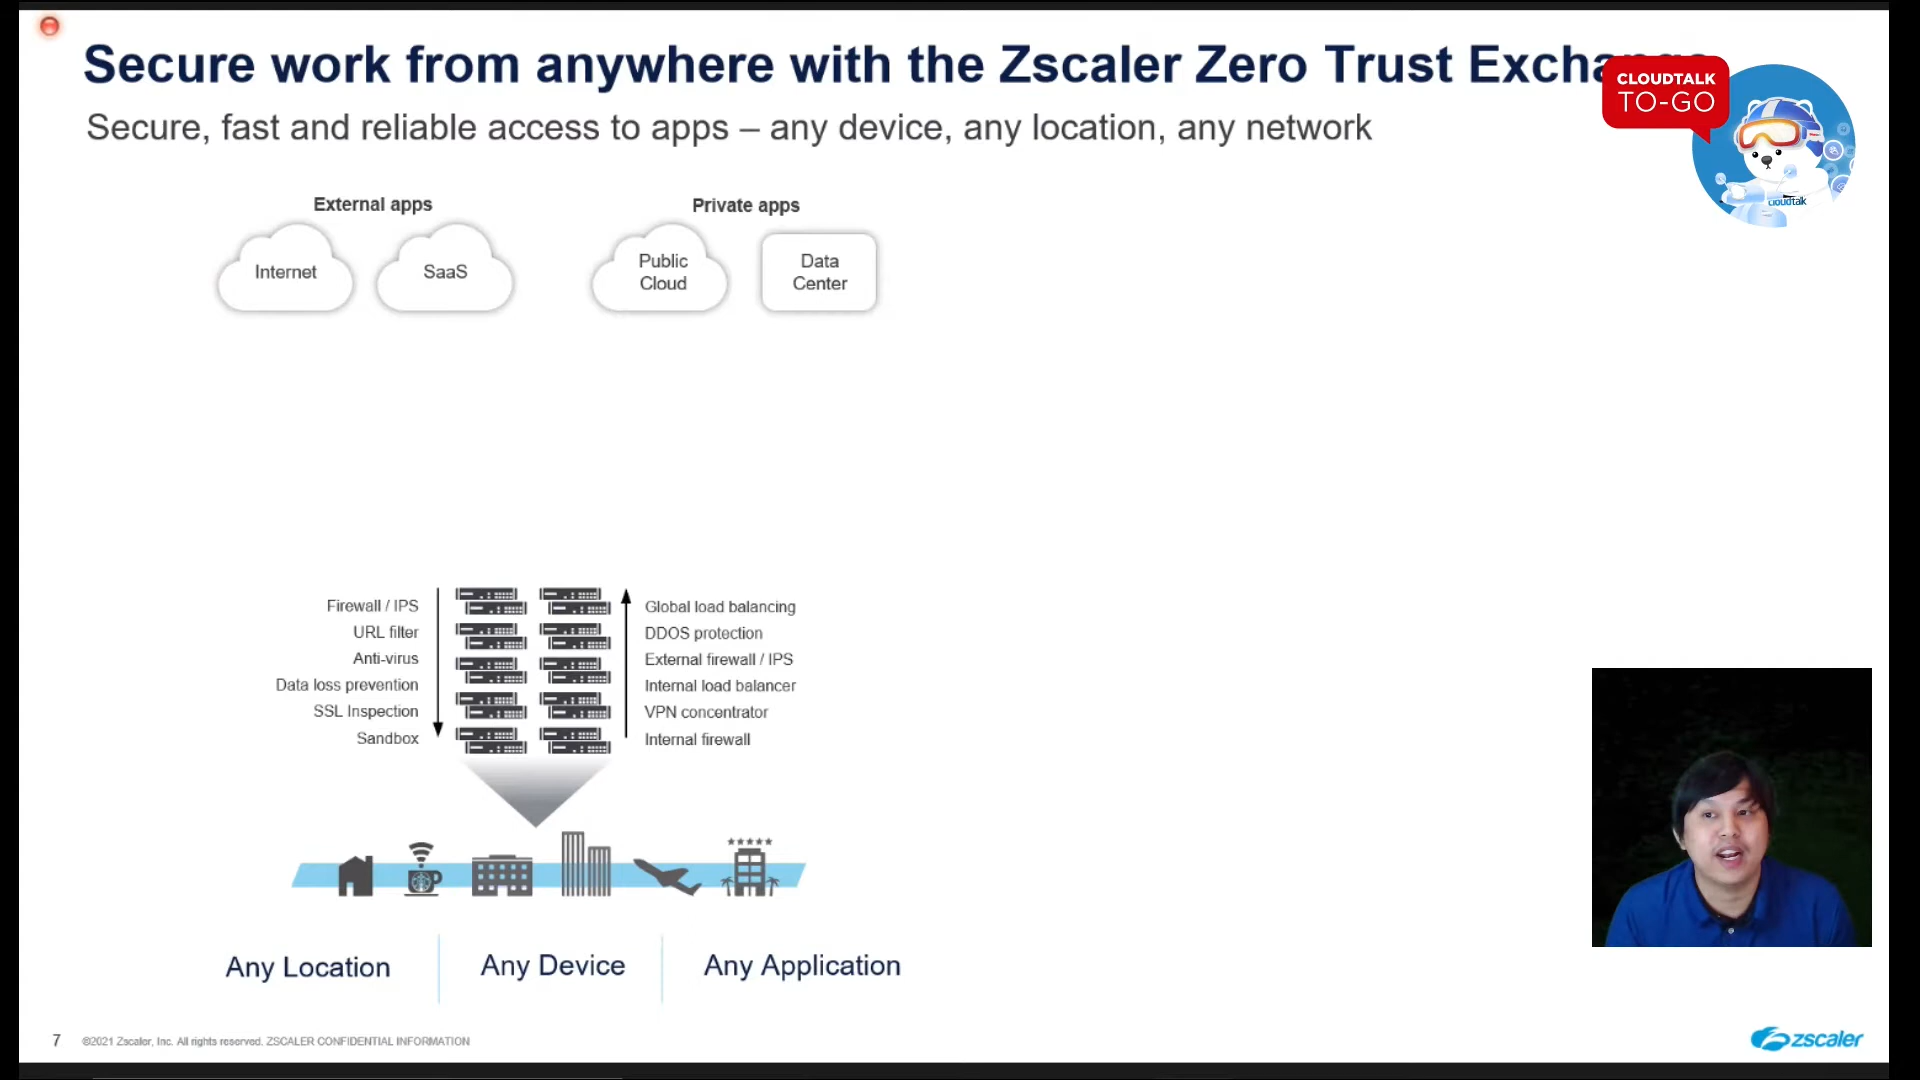 Secure work from anywhere with the Zscaler Zero Trust
CLOUDTALK
TO-GO
Secure, fast and reliable access to apps – any device, any location, any network
cloudtalk
External apps
Private apps
Internet
SaaS
Public
Cloud
Data
Center
Firewall / IPS
URL filter
Anti-virus
Data loss prevention
SSL Inspection
Sandbox
Global load balancing
DDOS protection
External firewall / IPS
Internal load balancer
VPN concentrator
Internal firewall
Any Location
Any Device
Any Application
7
©2021 Zscaler, Inc. All rights reserved. ZSCALER CONFIDENTIAL INFORMATION
zscaler